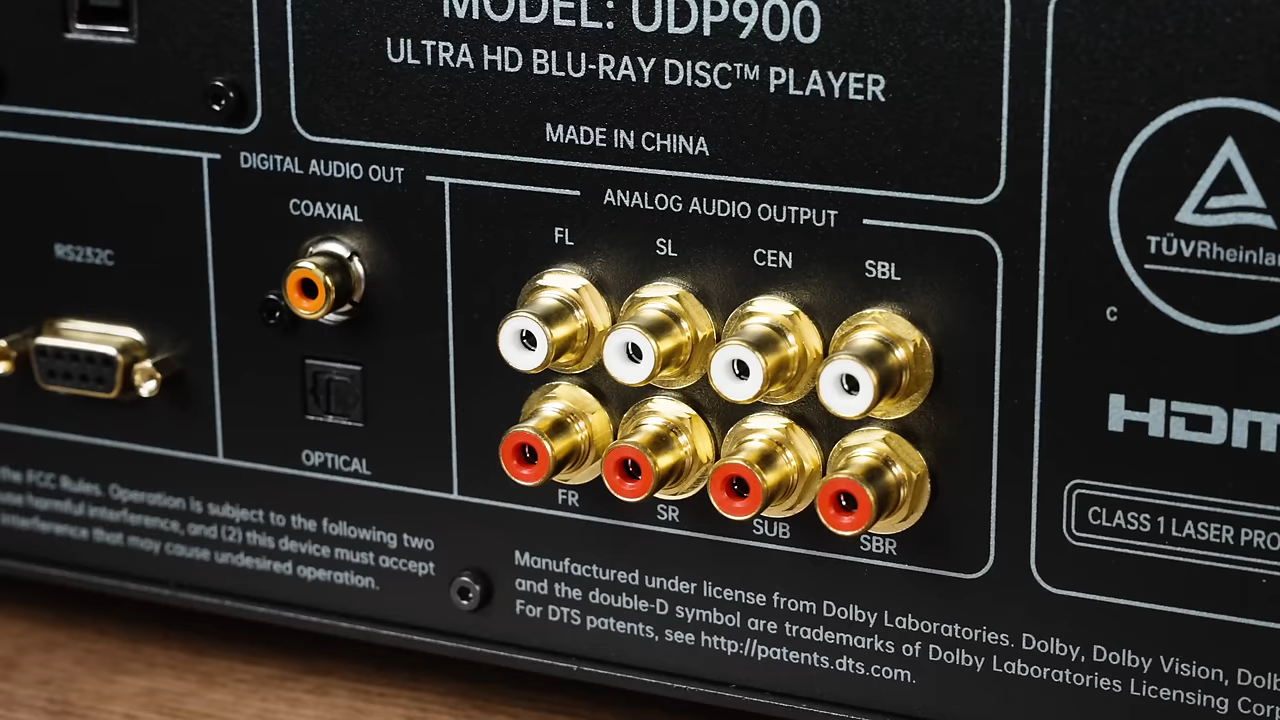 MODEL: UDP900
ULTRA HD BLU-RAY DISC™ PLAYER
MADE IN CHINA
DIGITAL AUDIO OUT
COAXIAL
OPTICAL
RS232C
ANALOG AUDIO OUTPUT
FL SL CEN SBL
FR SR SUB SBR
TÜVRheinlan
C
HDMI
CLASS 1 LASER PRO
the FCC Rules. Operation is subject to the following two
use harmful interference, and (2) this device must accept
interference that may cause undesired operation.
Manufactured under license from Dolby Laboratories. Dolby, Dolby Vision, Dolb
and the double-D symbol are trademarks of Dolby Laboratories Licensing Corp
For DTS patents, see http://patents.dts.com.